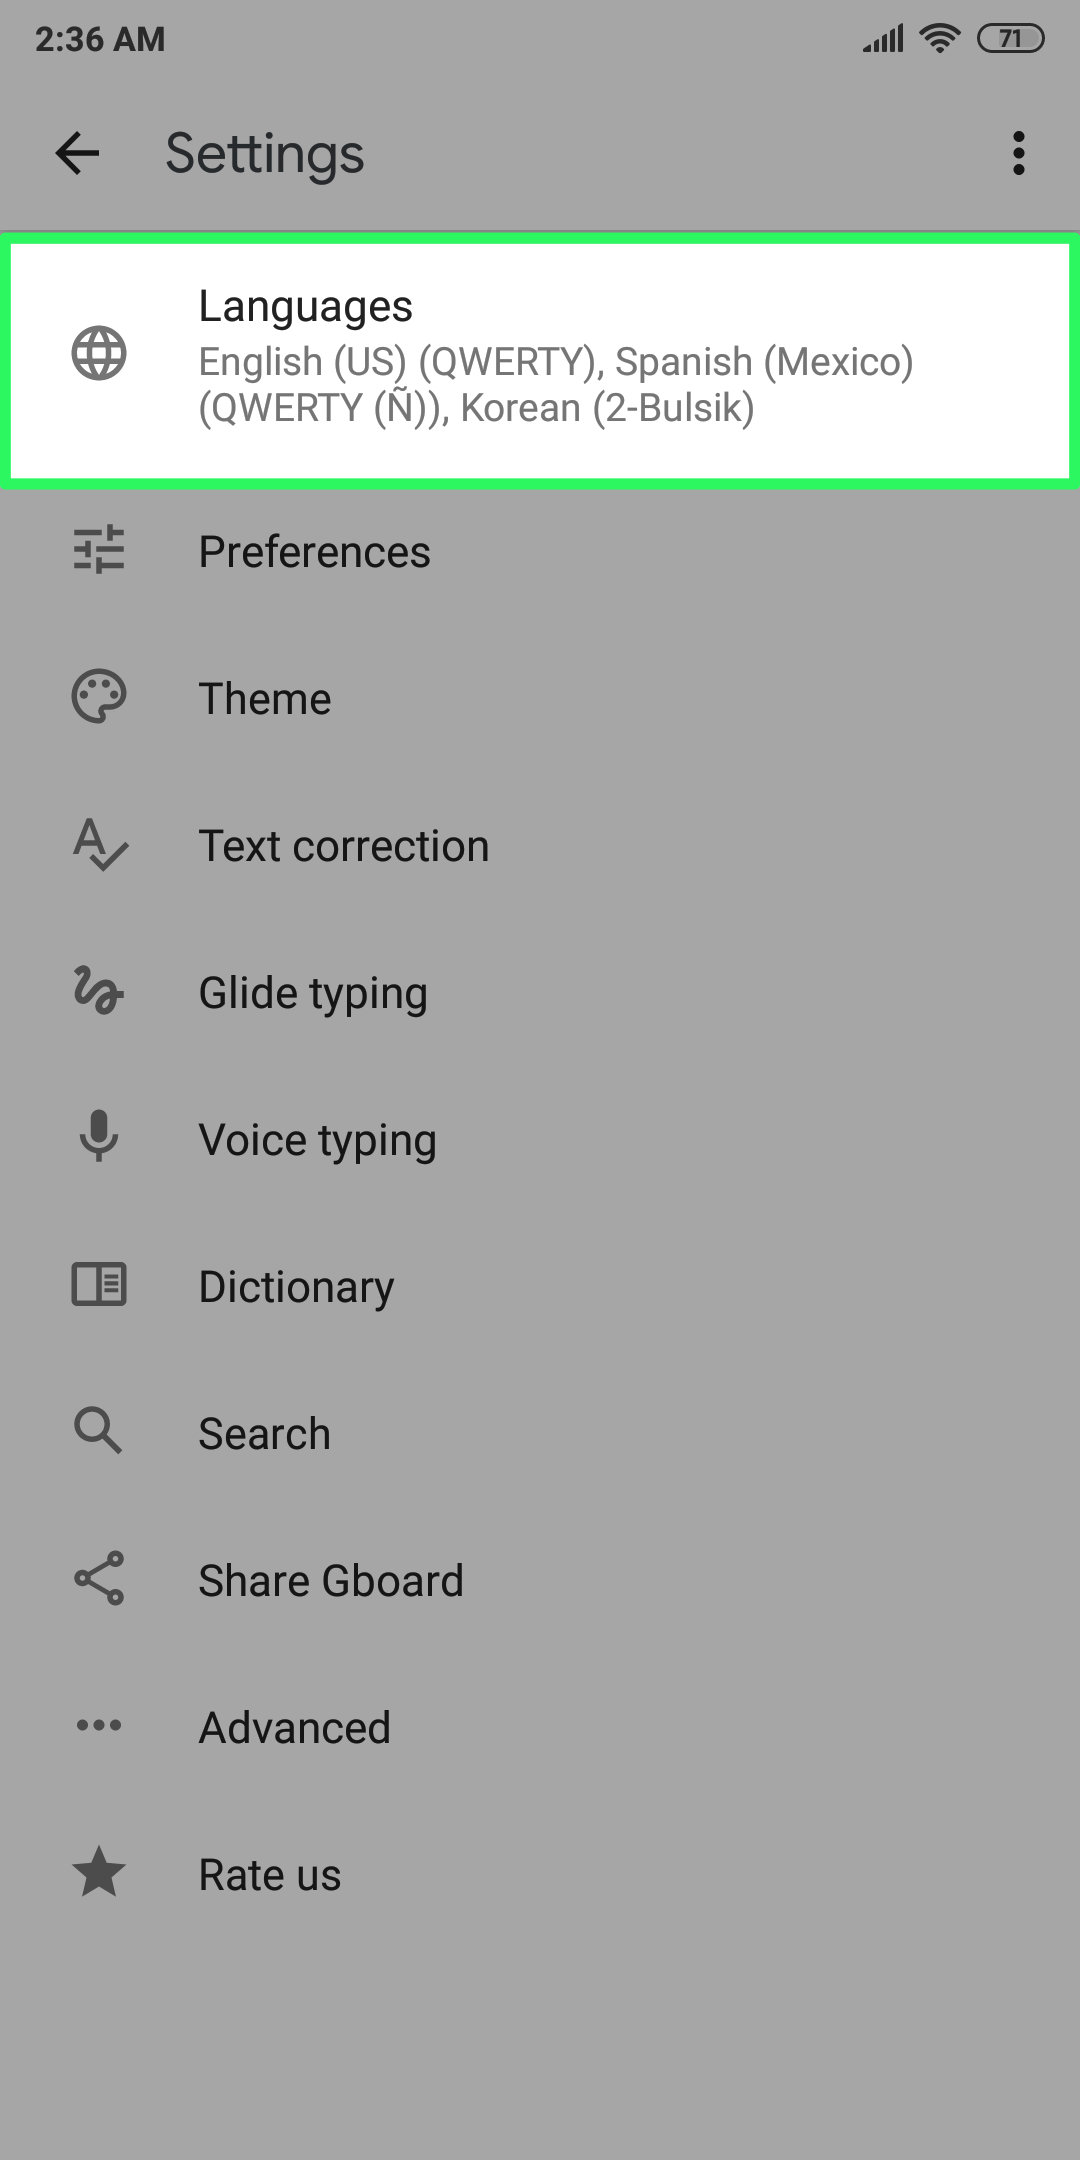 2:36 AM 71
Settings
Languages
English (US) (QWERTY), Spanish (Mexico)
(QWERTY (Ñ)), Korean (2-Bulsik)
Preferences
Theme
Text correction
Glide typing
Voice typing
Dictionary
Search
Share Gboard
Advanced
Rate us